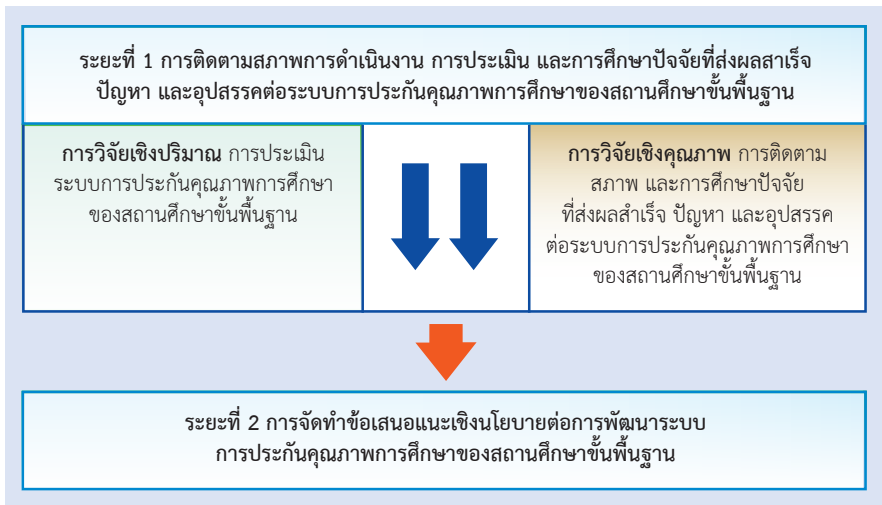 ระยะที่ 1 การติดตามสภาพการดำเนินงาน การประเมิน และการศึกษาปัจจัยที่ส่งผลสำเร็จ
ปัญหา และอุปสรรคต่อระบบการประกันคุณภาพการศึกษาของสถานศึกษาขั้นพื้นฐาน
การวิจัยเชิงปริมาณ การประเมิน
ระบบการประกันคุณภาพการศึกษา
ของสถานศึกษาขั้นพื้นฐาน
การวิจัยเชิงคุณภาพ การติดตาม
สภาพ และการศึกษาปัจจัย
ที่ส่งผลสำเร็จ ปัญหา และอุปสรรค
ต่อระบบการประกันคุณภาพการศึกษา
ของสถานศึกษาขั้นพื้นฐาน
ระยะที่ 2 การจัดทำข้อเสนอแนะเชิงนโยบายต่อการพัฒนาระบบ
การประกันคุณภาพการศึกษาของสถานศึกษาขั้นพื้นฐาน